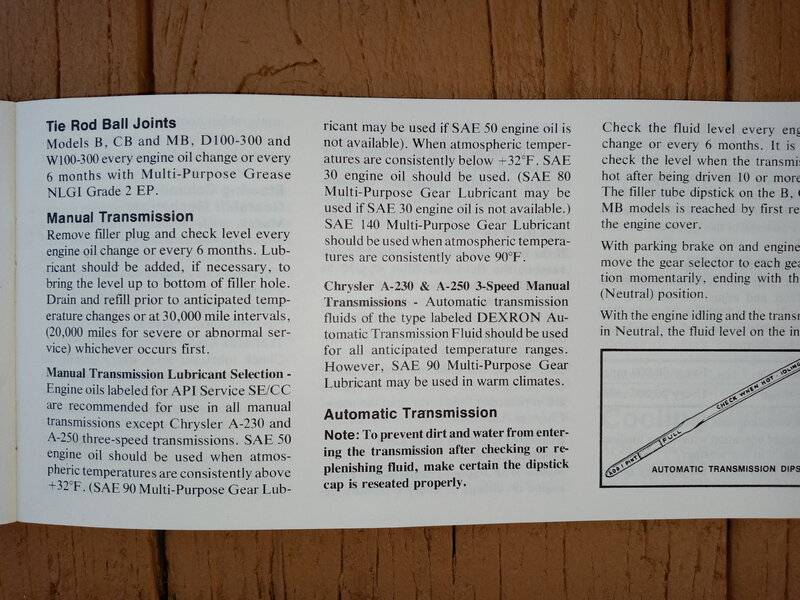 Tie Rod Ball Joints
Models B, CB and MB, D100-300 and
W100-300 every engine oil change or every
6 months with Multi-Purpose Grease
NLGI Grade 2 EP.
Manual Transmission
Remove filler plug and check level every
engine oil change or every 6 months. Lub-
ricant should be added, if necessary, to
bring the level up to bottom of filler hole.
Drain and refill prior to anticipated temp-
erature changes or at 30,000 mile intervals,
(20,000 miles for severe or abnormal ser-
vice) whichever occurs first.
Manual Transmission Lubricant Selection -
Engine oils labeled for API Service SE/CC
are recommended for use in all manual
transmissions except Chrysler A-230 and
A-250 three-speed transmissions. SAE 50
engine oil should be used when atmos-
pheric temperatures are consistently above
+32°F. (SAE 90 Multi-Purpose Gear Lub-
ricant may be used if SAE 50 engine oil is
not available). When atmospheric temper-
atures are consistently below +32°F. SAE
30 engine oil should be used. (SAE 80
Multi-Purpose Gear Lubricant may be
used if SAE 30 engine oil is not available.)
SAE 140 Multi-Purpose Gear Lubricant
should be used when atmospheric tempera-
tures are consistently above 90°F.
Chrysler A-230 & A-250 3-Speed Manual
Transmissions - Automatic transmission
fluids of the type labeled DEXRON Au-
tomatic Transmission Fluid should be used
for all anticipated temperature ranges.
However, SAE 90 Multi-Purpose Gear
Lubricant may be used in warm climates.
Automatic Transmission
Note: To prevent dirt and water from enter-
ing the transmission after checking or re-
plenishing fluid, make certain the dipstick
cap is reseated properly.
Check the fluid level every eng
change or every 6 months. It is
check the level when the transmis
hot after being driven 10 or more
The filler tube dipstick on the B,
MB models is reached by first re
the engine cover.
With parking brake on and engine
move the gear selector to each gea
tion momentarily, ending with th
(Neutral) position.
With the engine idling and the transm
in Neutral, the fluid level on the in
CHECK WHEN HOT - IDLING
FULL
ADD 1 PINT
AUTOMATIC TRANSMISSION DIPS